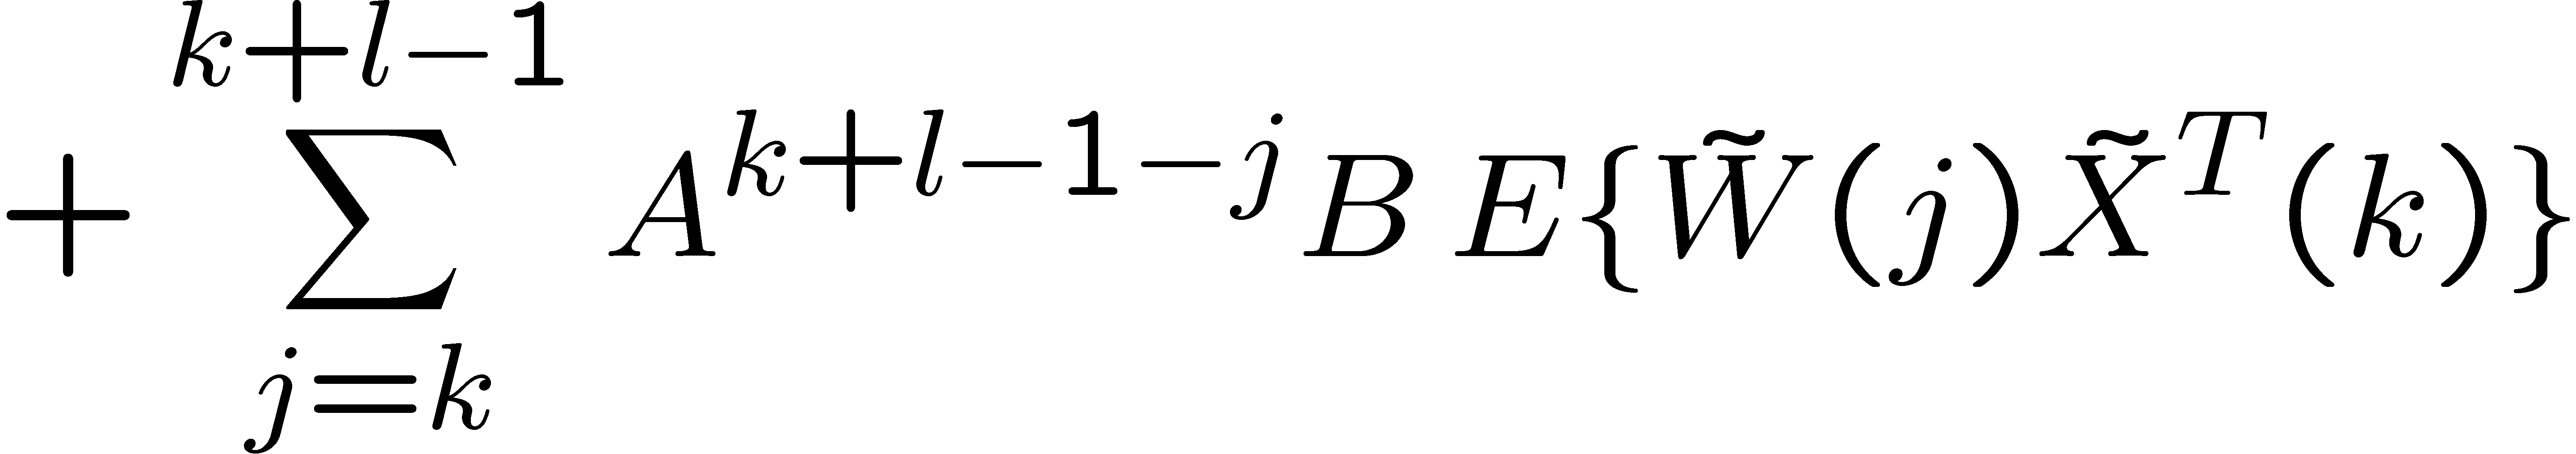 $+ \sum_{j=k}^{k+l-1} A^{k+l-1-j} B \, E\{\tilde{W}(j)\tilde{X}^T(k)\}$